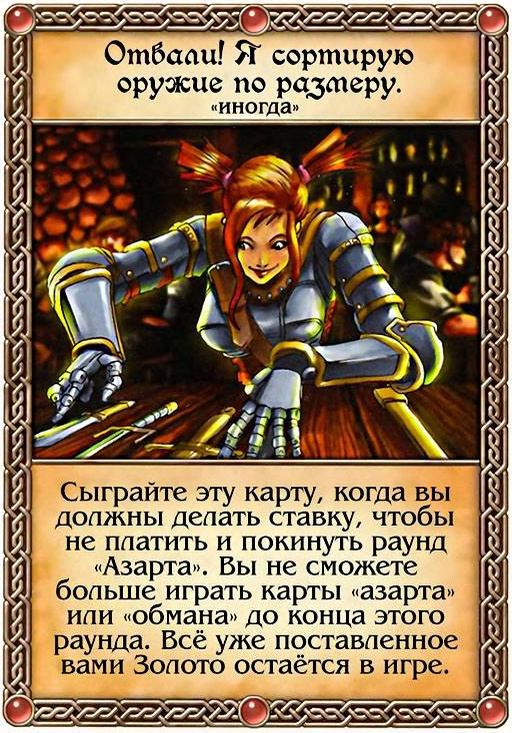 Отвали! Я сортирую
оружие по размеру.
«иногда»
Сыграйте эту карту, когда вы
должны делать ставку, чтобы
не платить и покинуть раунд
«Азарта». Вы не сможете
больше играть карты «азарта»
или «обмана» до конца этого
раунда. Всё уже поставленное
вами Золото остаётся в игре.